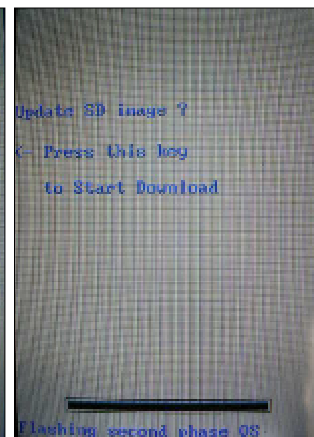 Update SD image ?
<- Press this key
to Start Download
Flashing second phase OS